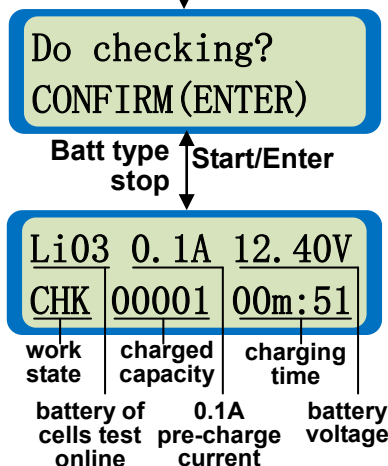 Do checking?
CONFIRM(ENTER)
Batt type
stop
Start/Enter
Li03 0.1A 12.40V
CHK 00001 00m:51
work
state
charged
capacity
charging
time
battery of
cells test
online
0.1A
pre-charge
current
battery
voltage